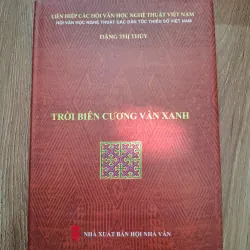 LIÊN HIỆP CÁC HỘI VĂN HỌC NGHỆ THUẬT VIỆT NAM
HỘI VĂN HỌC NGHỆ THUẬT CÁC DÂN TỘC THIỂU SỐ VIỆT NAM
ĐẶNG THỊ THÚY
TRỜI BIÊN CƯƠNG VẪN XANH
NHÀ XUẤT BẢN HỘI NHÀ VĂN